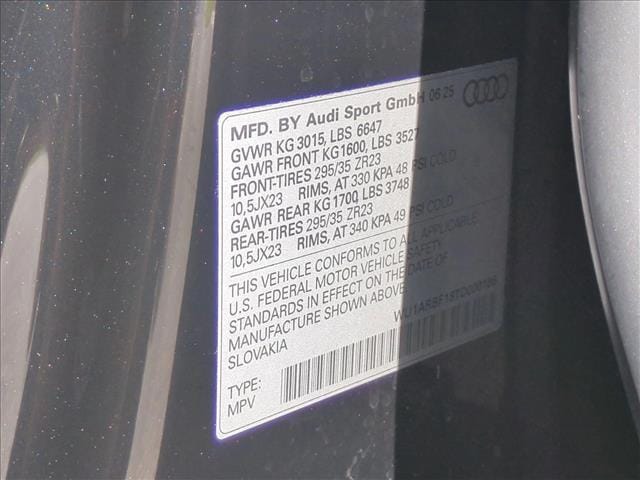 MFD. BY Audi Sport GmbH 06 25
GVWR KG 3015, LBS 6647
GAWR FRONT KG1600, LBS 3527
FRONT-TIRES 295/35 ZR23
10,5JX23 RIMS, AT 330 KPA 48 PSI COLD
GAWR REAR KG1700, LBS 3748
REAR-TIRES 295/35 ZR23
10,5JX23 RIMS, AT 340 KPA 49 PSI COLD
THIS VEHICLE CONFORMS TO ALL APPLICABLE
U.S. FEDERAL MOTOR VEHICLE SAFETY
STANDARDS IN EFFECT ON THE DATE OF
MANUFACTURE SHOWN ABOVE.
SLOVAKIA
TYPE:
MPV